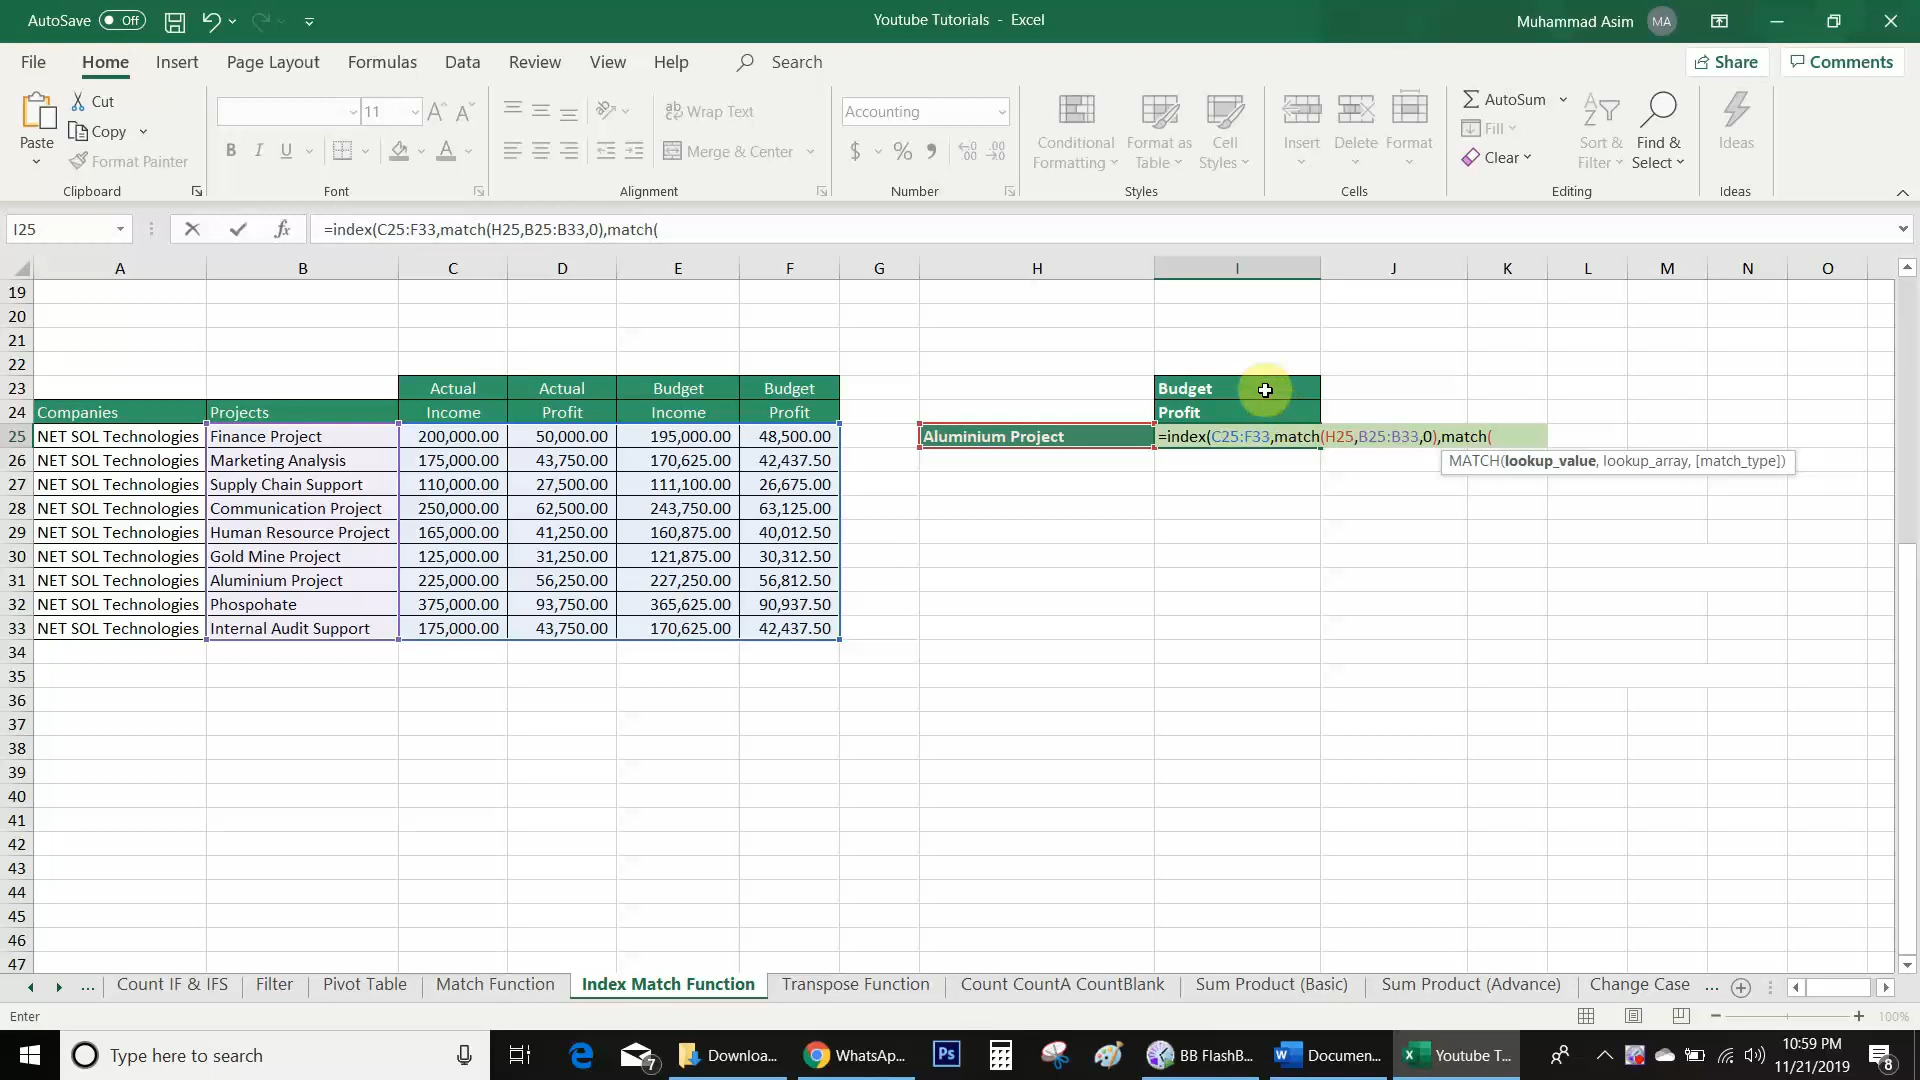 AutoSave Off
Youtube Tutorials - Excel
Muhammad Asim MA
File Home Insert Page Layout Formulas Data Review View Help Search
Share Comments
Paste
Cut
Copy
Format Painter
Clipboard
11
B I U
Font
Wrap Text
Merge & Center
Alignment
Accounting
$ % ,
Number
Conditional Formatting
Format as Table
Cell Styles
Styles
Insert Delete Format
Cells
AutoSum
Fill
Clear
Sort & Filter
Find & Select
Editing
Ideas
Ideas
I25 fx =index(C25:F33,match(H25,B25:B33,0),match(
A B C D E F G H I J K L M N O
19
20
21
22
23 Actual Actual Budget Budget Budget
24 Companies Projects Income Profit Income Profit Profit
25 NET SOL Technologies Finance Project 200,000.00 50,000.00 195,000.00 48,500.00 Aluminium Project =index(C25:F33,match(H25,B25:B33,0),match(
MATCH(lookup_value, lookup_array, [match_type])
26 NET SOL Technologies Marketing Analysis 175,000.00 43,750.00 170,625.00 42,437.50
27 NET SOL Technologies Supply Chain Support 110,000.00 27,500.00 111,100.00 26,675.00
28 NET SOL Technologies Communication Project 250,000.00 62,500.00 243,750.00 63,125.00
29 NET SOL Technologies Human Resource Project 165,000.00 41,250.00 160,875.00 40,012.50
30 NET SOL Technologies Gold Mine Project 125,000.00 31,250.00 121,875.00 30,312.50
31 NET SOL Technologies Aluminium Project 225,000.00 56,250.00 227,250.00 56,812.50
32 NET SOL Technologies Phospohate 375,000.00 93,750.00 365,625.00 90,937.50
33 NET SOL Technologies Internal Audit Support 175,000.00 43,750.00 170,625.00 42,437.50
34
35
36
37
38
39
40
41
42
43
44
45
46
47
... Count IF & IFS Filter Pivot Table Match Function Index Match Function Transpose Function Count CountA CountBlank Sum Product (Basic) Sum Product (Advance) Change Case ...
Enter
100%
Type here to search
7
Downloa...
WhatsAp...
Ps
BB FlashB...
Documen...
Youtube T...
10:59 PM
11/21/2019
8